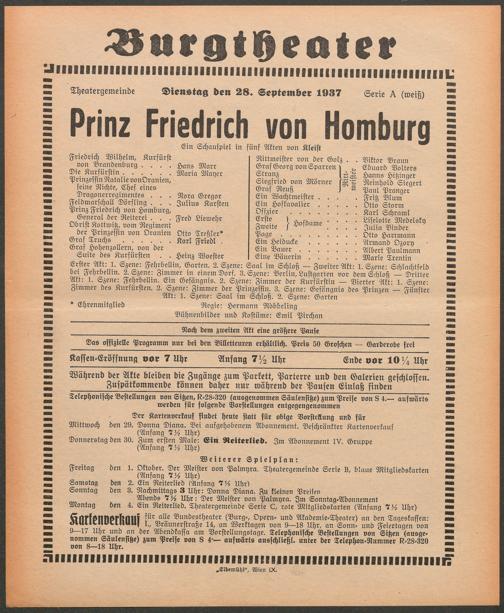 Burgtheater
Theatergemeinde Dienstag den 28. September 1937 Serie A (weiß)
Prinz Friedrich von Homburg
Ein Schauspiel in fünf Akten von Kleist
Friedrich Wilhelm, Kurfürst
von Brandenburg . . . . Hans Marr
Die Kurfürstin . . . . Maria Mayer
Prinzessin Natalie von Oranien,
seine Nichte, Chef eines
Dragonerregimentes . . . Nora Gregor
Feldmarschall Dörfling . . . Julius Karsten
Prinz Friedrich von Homburg,
General der Reiterei . . . Fred Liewehr
Obrist Kottwitz, vom Regiment
der Prinzessin von Oranien Otto Treßler*
Graf Truchs . . . . Karl Friedl
Graf Hohenzollern, von der
Suite des Kurfürsten . . Heinz Woester
Rittmeister von der Golz . . Viktor Braun
Graf Georg von Sparren Eduard Volters
Stranz Hanns Hitzinger
Siegfried von Mörner Reinhold Siegert
Graf Reuß Paul Pranger
Rittmeister
Ein Wachtmeister . . . Fritz Blum
Ein Hofkavalier . . . Otto Storm
Offizier . . . Karl Schraml
Erste Hofdame . . Liselotte Medelsky
Zweite Julia Binder
Page . . . Otto Hartmann
Ein Heiducke . . . Armand Ozory
Ein Bauer . . . Albert Paulmann
Eine Bäuerin . . . Marie Trentin
Erster Akt: 1. Szene: Fehrbellin, Garten. 2. Szene: Saal im Schloß — Zweiter Akt: 1. Szene: Schlachtfeld
bei Fehrbellin. 2. Szene: Zimmer in einem Dorf. 3. Szene: Berlin, Lustgarten vor dem Schloß — Dritter
Akt: 1. Szene: Fehrbellin. Ein Gefängnis. 2. Szene: Zimmer der Kurfürstin — Vierter Akt: 1. Szene:
Fehrbellin. Zimmer des Kurfürsten. 2. Szene: Zimmer der Prinzessin. 3. Szene: Gefängnis des Prinzen — Fünfter
Akt: 1. Szene: Saal im Schloß. 2. Szene: Garten
* Ehrenmitglied Regie: Hermann Röbbeling
Bühnenbilder und Kostüme: Emil Pirchan
Nach dem zweiten Akt eine größere Pause
Das offizielle Programm nur bei den Billetteuren erhältlich. Preis 50 Groschen — Garderobe frei
Kassen-Eröffnung vor 7 Uhr Anfang 7½ Uhr Ende vor 10¼ Uhr
Während der Akte bleiben die Zugänge zum Parkett, Parterre und den Galerien geschlossen.
Zuspätkommende können daher nur während der Pausen Einlaß finden
Telephonische Bestellungen von Sitzen, R-28-320 (ausgenommen Säulensitze) zum Preise von S 4.— aufwärts
werden für folgende Vorstellungen entgegengenommen
Der Kartenverkauf findet heute statt für obige Vorstellung und für
Mittwoch den 29. Donna Diana. Bei aufgehobenem Abonnement. Beschränkter Kartenverkauf
(Anfang 7½ Uhr)
Donnerstag den 30. Zum ersten Male: Ein Reiterlied. Im Abonnement IV. Gruppe
(Anfang 7½ Uhr)
Weiterer Spielplan:
Freitag den 1. Oktober. Der Meister von Palmyra. Theatergemeinde Serie B, blaue Mitgliedskarten
(Anfang 7½ Uhr)
Samstag den 2. Ein Reiterlied (Anfang 7½ Uhr)
Sonntag den 3. Nachmittags 3 Uhr: Donna Diana. Zu kleinen Preisen
Abends 7½ Uhr: Der Meister von Palmyra. Im Sonntag-Abonnement
Montag den 4. Ein Reiterlied. Theatergemeinde, Serie C, rote Mitgliedskarten (Anfang 7½ Uhr)
Kartenverkauf für alle Bundestheater (Burg-, Opern- und Akademie-Theater) an den Tageskassen:
I., Bräunerstraße 14, an Werktagen von 9—18 Uhr, an Sonn- und Feiertagen von
9—17 Uhr und an der Abendkassa am Vorstellungstage. Telephonische Bestellungen von Sitzen (ausge-
nommen Säulensitze) zum Preise von S 4.— aufwärts anschließl. unter der Telephon-Nummer R-28-320
von 8—18 Uhr.
„Elbemühl“, Wien IX.